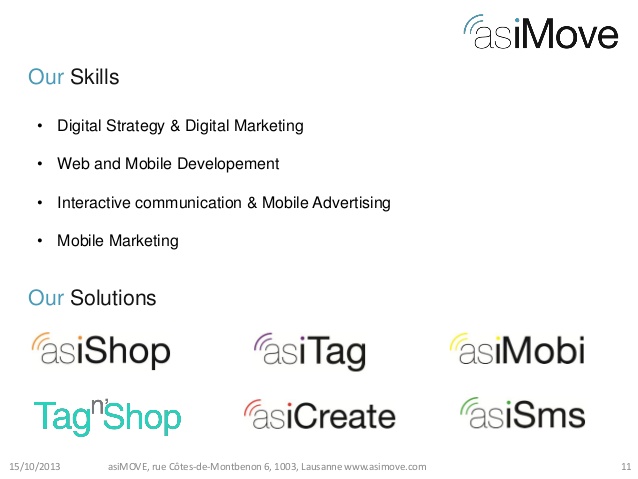 asiMove
Our Skills
• Digital Strategy & Digital Marketing
• Web and Mobile Developement
• Interactive communication & Mobile Advertising
• Mobile Marketing
Our Solutions
asiShop asiTag asiMobi
Tag n' Shop asiCreate asiSms
15/10/2013 asiMOVE, rue Côtes-de-Montbenon 6, 1003, Lausanne www.asimove.com 11